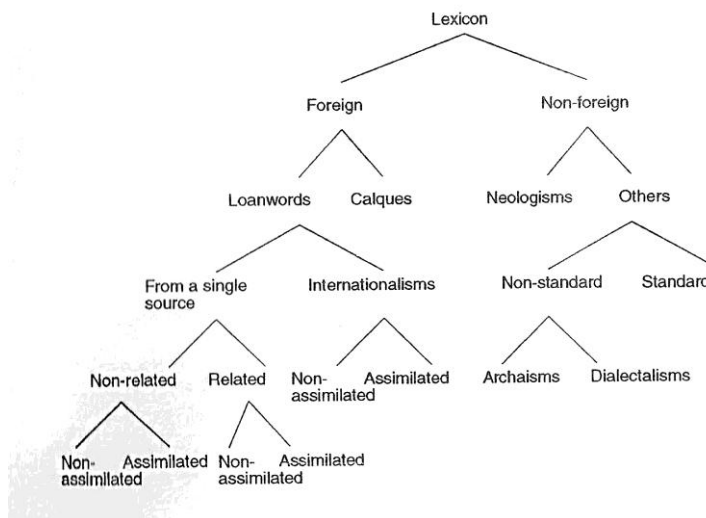 Lexicon
Foreign
Non-foreign
Loanwords
Calques
Neologisms
Others
From a single
source
Internationalisms
Non-standard
Standard
Non-related
Related
Non-
assimilated
Assimilated
Archaisms
Dialectalisms
Non-
assimilated
Assimilated
Non-
assimilated
Assimilated